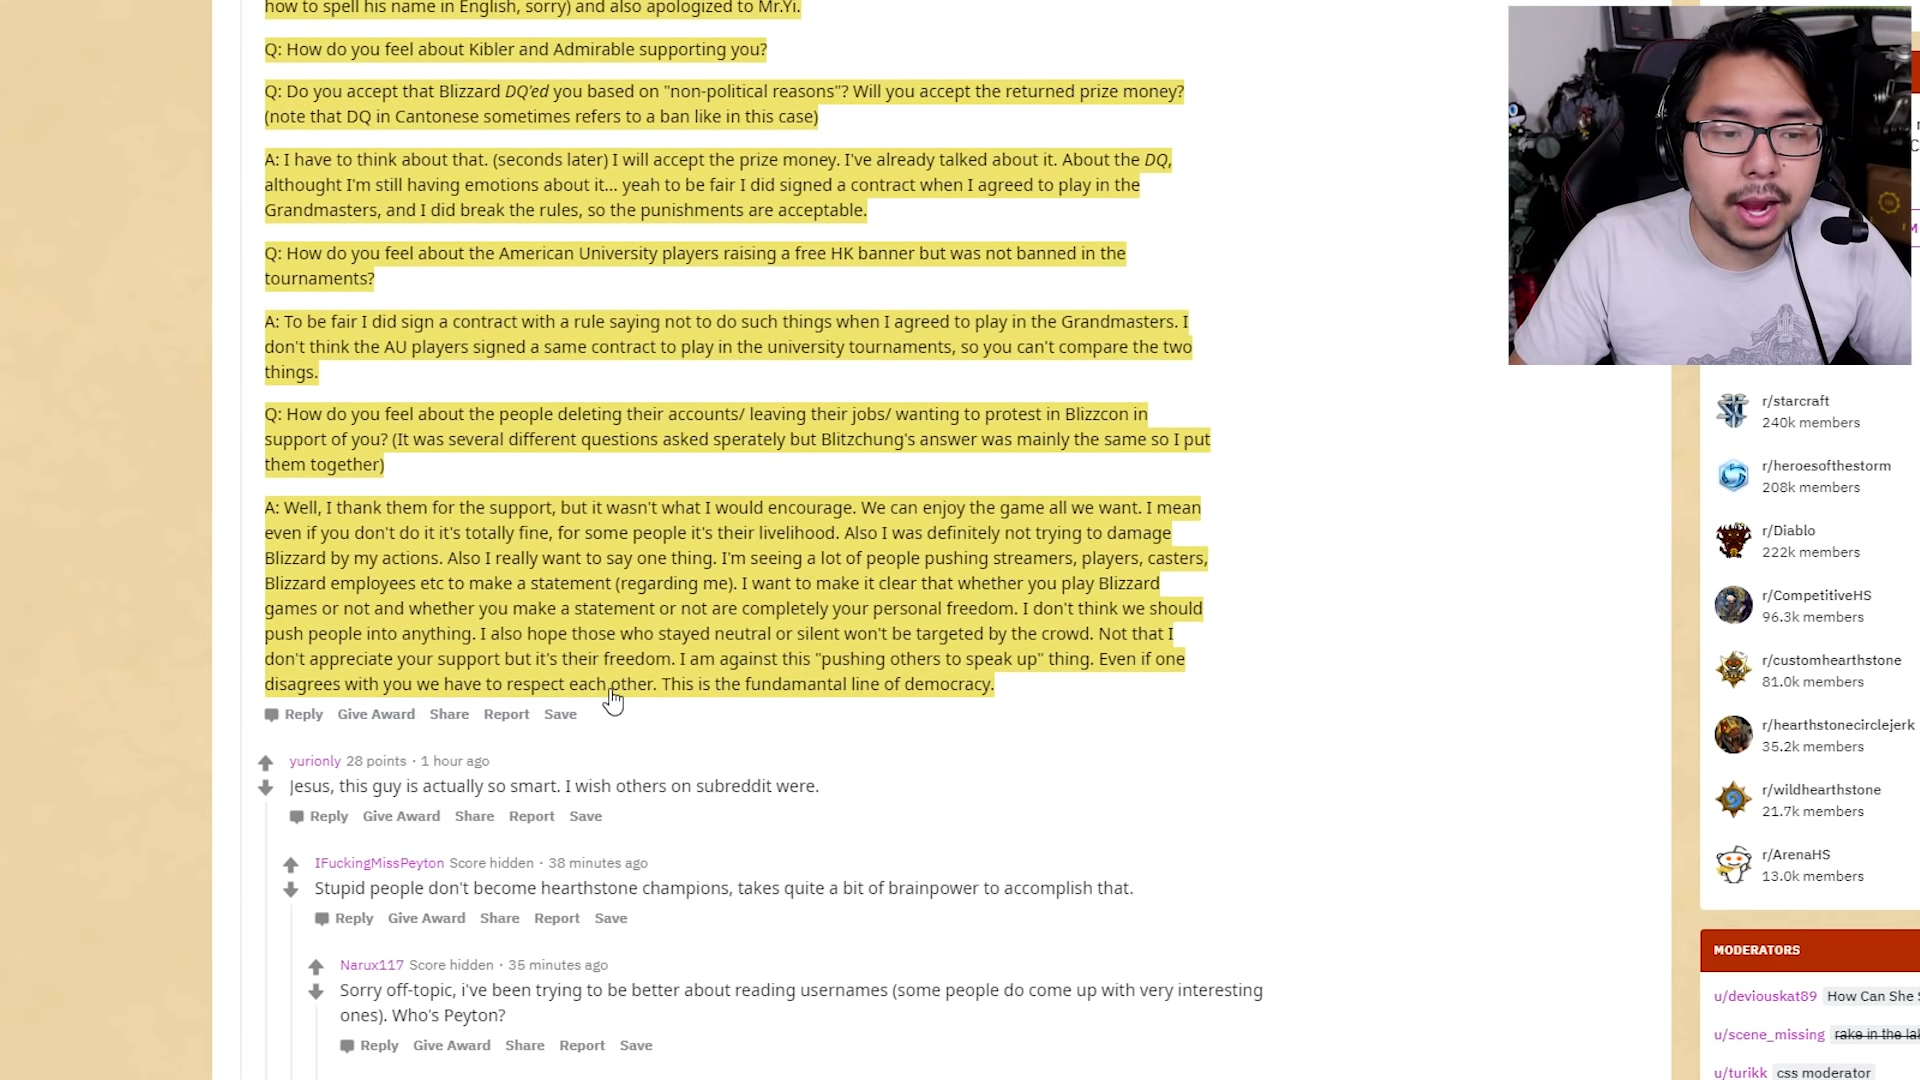 how to spell his name in English, sorry) and also apologized to Mr.Yi.
Q: How do you feel about Kibler and Admirable supporting you?
Q: Do you accept that Blizzard DQ'ed you based on "non-political reasons"? Will you accept the returned prize money?
(note that DQ in Cantonese sometimes refers to a ban like in this case)
A: I have to think about that. (seconds later) I will accept the prize money. I've already talked about it. About the DQ,
althought I'm still having emotions about it... yeah to be fair I did signed a contract when I agreed to play in the
Grandmasters, and I did break the rules, so the punishments are acceptable.
Q: How do you feel about the American University players raising a free HK banner but was not banned in the
tournaments?
A: To be fair I did sign a contract with a rule saying not to do such things when I agreed to play in the Grandmasters. I
don't think the AU players signed a same contract to play in the university tournaments, so you can't compare the two
things.
Q: How do you feel about the people deleting their accounts/ leaving their jobs/ wanting to protest in Blizzcon in
support of you? (It was several different questions asked sperately but Blitzchung's answer was mainly the same so I put
them together)
A: Well, I thank them for the support, but it wasn't what I would encourage. We can enjoy the game all we want. I mean
even if you don't do it it's totally fine, for some people it's their livelihood. Also I was definitely not trying to damage
Blizzard by my actions. Also I really want to say one thing. I'm seeing a lot of people pushing streamers, players, casters,
Blizzard employees etc to make a statement (regarding me). I want to make it clear that whether you play Blizzard
games or not and whether you make a statement or not are completely your personal freedom. I don't think we should
push people into anything. I also hope those who stayed neutral or silent won't be targeted by the crowd. Not that I
don't appreciate your support but it's their freedom. I am against this "pushing others to speak up" thing. Even if one
disagrees with you we have to respect each other. This is the fundamantal line of democracy.
Reply Give Award Share Report Save
yurionly 28 points · 1 hour ago
Jesus, this guy is actually so smart. I wish others on subreddit were.
Reply Give Award Share Report Save
IFuckingMissPeyton Score hidden · 38 minutes ago
Stupid people don't become hearthstone champions, takes quite a bit of brainpower to accomplish that.
Reply Give Award Share Report Save
Narux117 Score hidden · 35 minutes ago
Sorry off-topic, i've been trying to be better about reading usernames (some people do come up with very interesting
ones). Who's Peyton?
Reply Give Award Share Report Save
r/starcraft
240k members
r/heroesofthestorm
208k members
r/Diablo
222k members
r/CompetitiveHS
96.3k members
r/customhearthstone
81.0k members
r/hearthstonecirclejerk
35.2k members
r/wildhearthstone
21.7k members
r/ArenaHS
13.0k members
MODERATORS
u/deviouskat89 How Can She
u/scene_missing rake in the
u/turikk css moderator